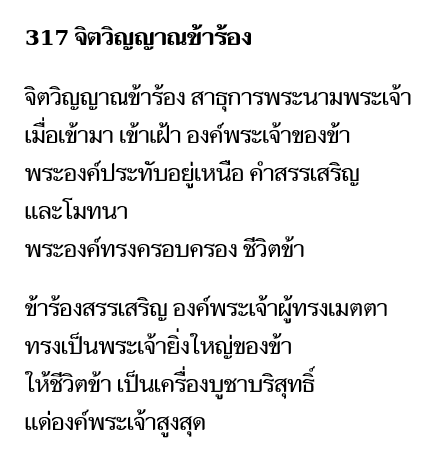 317 จิตวิญญาณข้าร้อง
จิตวิญญาณข้าร้อง สาธุการพระนามพระเจ้า
เมื่อเข้ามา เข้าเฝ้า องค์พระเจ้าของข้า
พระองค์ประทับอยู่เหนือ คำสรรเสริญ
และโมทนา
พระองค์ทรงครอบครอง ชีวิตข้า
ข้าร้องสรรเสริญ องค์พระเจ้าผู้ทรงเมตตา
ทรงเป็นพระเจ้ายิ่งใหญ่ของข้า
ให้ชีวิตข้า เป็นเครื่องบูชาบริสุทธิ์
แด่องค์พระเจ้าสูงสุด